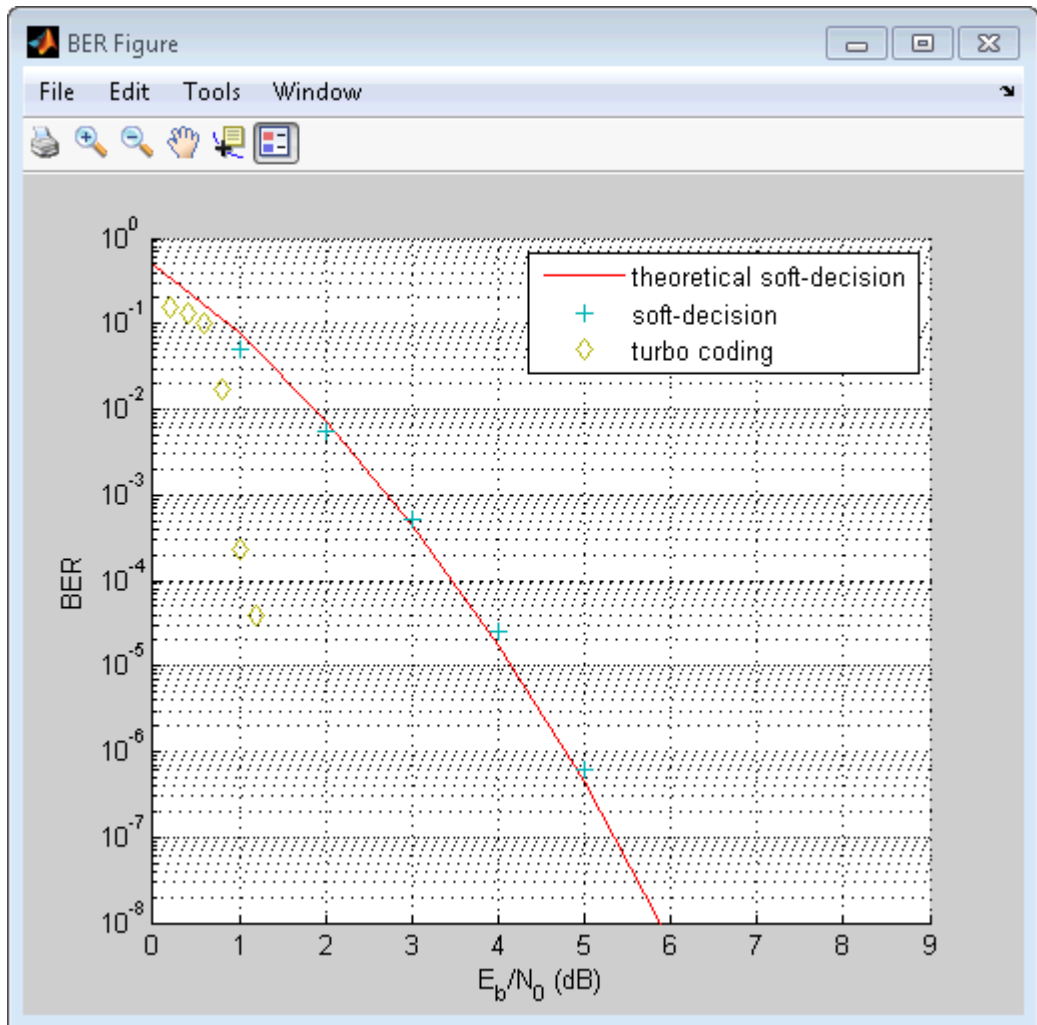 BER Figure
File Edit Tools Window
10^0
10^-1
10^-2
10^-3
10^-4
10^-5
10^-6
10^-7
10^-8
BER
theoretical soft-decision
soft-decision
turbo coding
0 1 2 3 4 5 6 7 8 9
E_b/N_0 (dB)